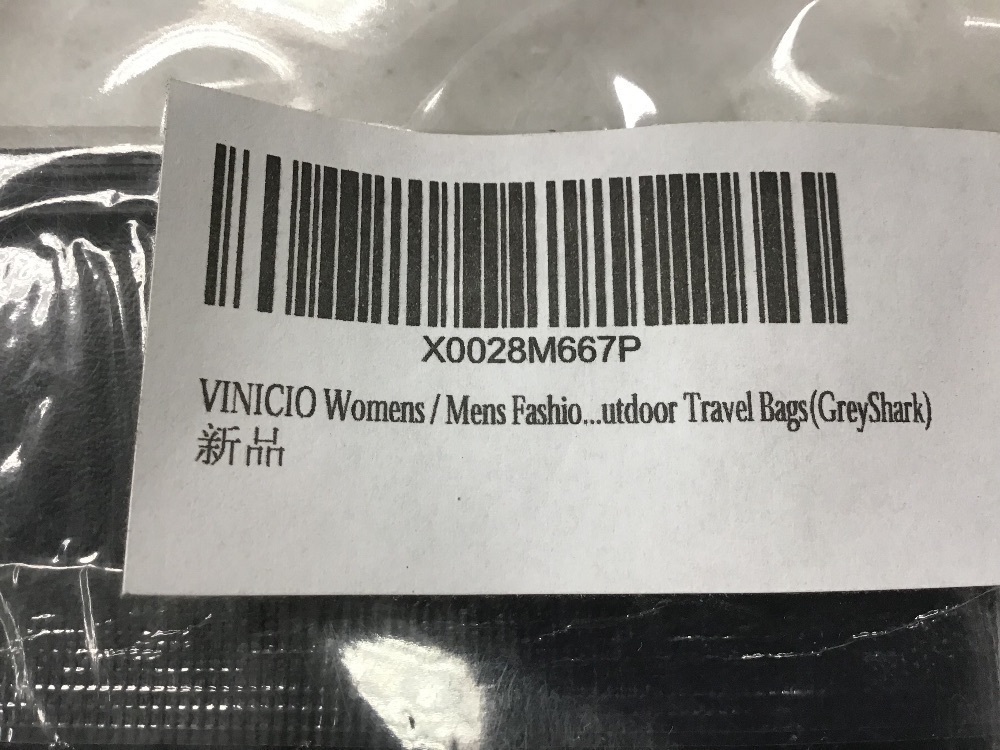 X0028M667P
VINICIO Womens / Mens Fashio...utdoor Travel Bags(GreyShark)
新品